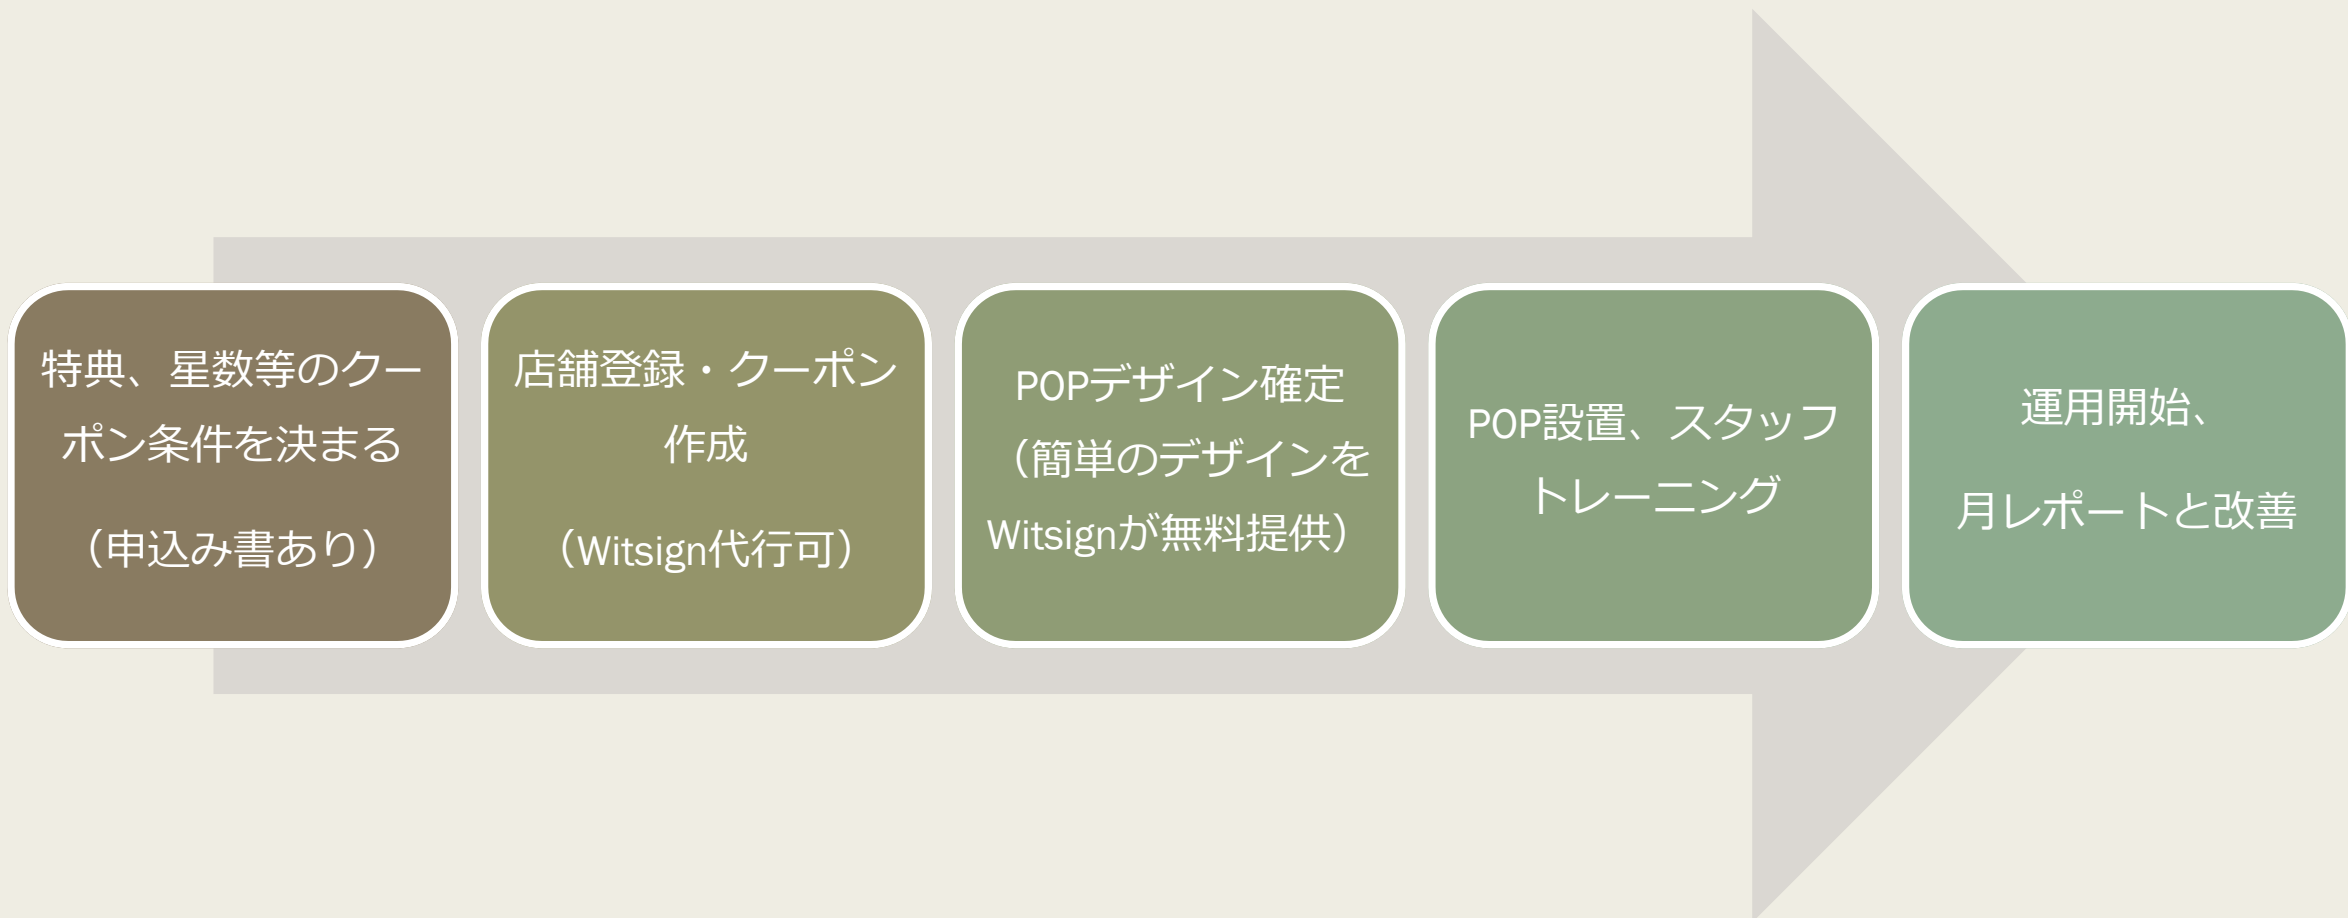 特典、星数等のクー
ポン条件を決まる
（申込み書あり）
店舗登録・クーポン
作成
（Witsign代行可）
POPデザイン確定
（簡単のデザインを
Witsignが無料提供）
POP設置、スタッフ
トレーニング
運用開始、
月レポートと改善